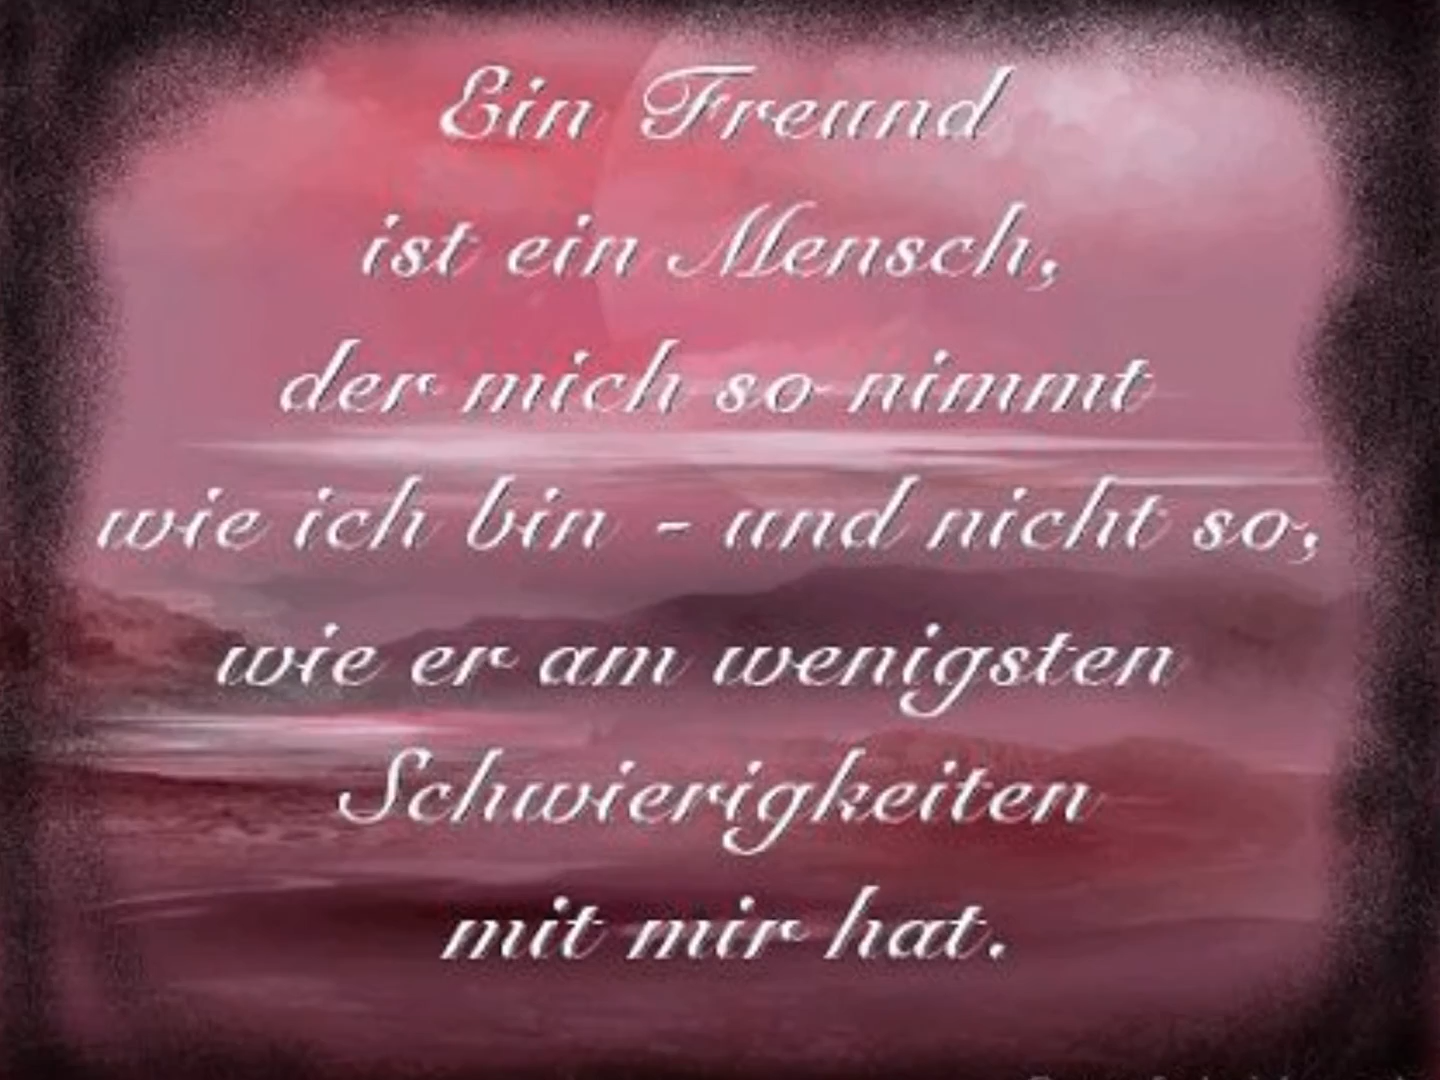 Ein Freund
ist ein Mensch,
der mich so nimmt
wie ich bin - und nicht so,
wie er am wenigsten
Schwierigkeiten
mit mir hat.